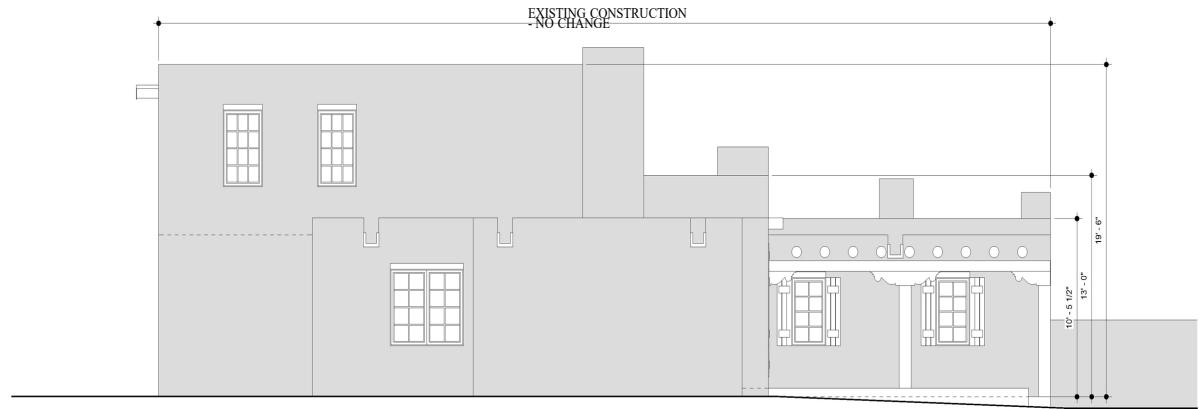 EXISTING CONSTRUCTION
- NO CHANGE
10' - 5 1/2"
13' - 0"
19' - 6"